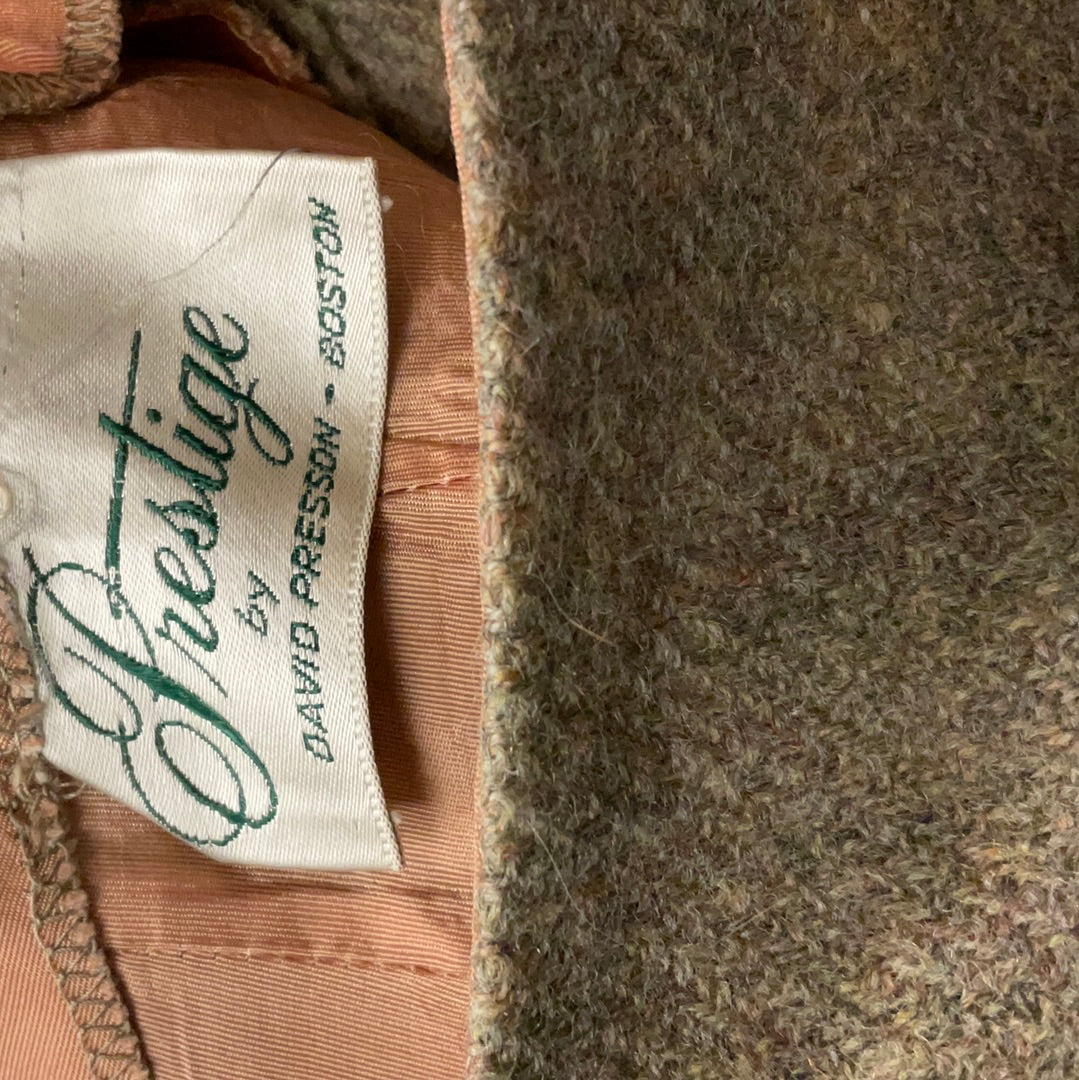 Prestige
by
DAVID PRESSON - BOSTON